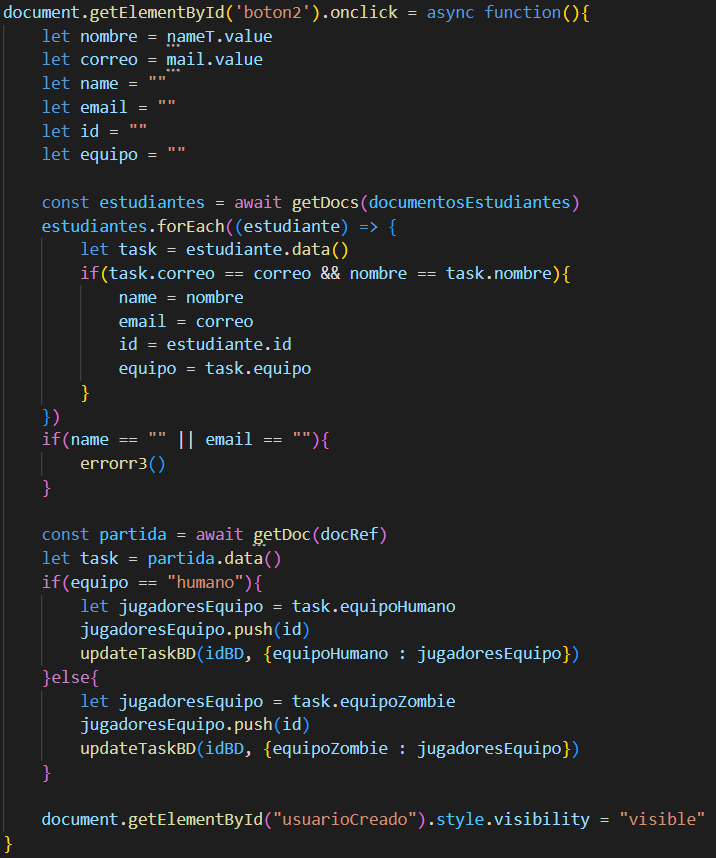 document.getElementById('boton2').onclick = async function(){
    let nombre = nameT.value
    let correo = mail.value
    let name = ""
    let email = ""
    let id = ""
    let equipo = ""

    const estudiantes = await getDocs(documentosEstudiantes)
    estudiantes.forEach((estudiante) => {
        let task = estudiante.data()
        if(task.correo == correo && nombre == task.nombre){
            name = nombre
            email = correo
            id = estudiante.id
            equipo = task.equipo
        }
    })
    if(name == "" || email == ""){
        errorr3()
    }

    const partida = await getDoc(docRef)
    let task = partida.data()
    if(equipo == "humano"){
        let jugadoresEquipo = task.equipoHumano
        jugadoresEquipo.push(id)
        updateTaskBD(idBD, {equipoHumano : jugadoresEquipo})
    }else{
        let jugadoresEquipo = task.equipoZombie
        jugadoresEquipo.push(id)
        updateTaskBD(idBD, {equipoZombie : jugadoresEquipo})
    }

    document.getElementById("usuarioCreado").style.visibility = "visible"
}